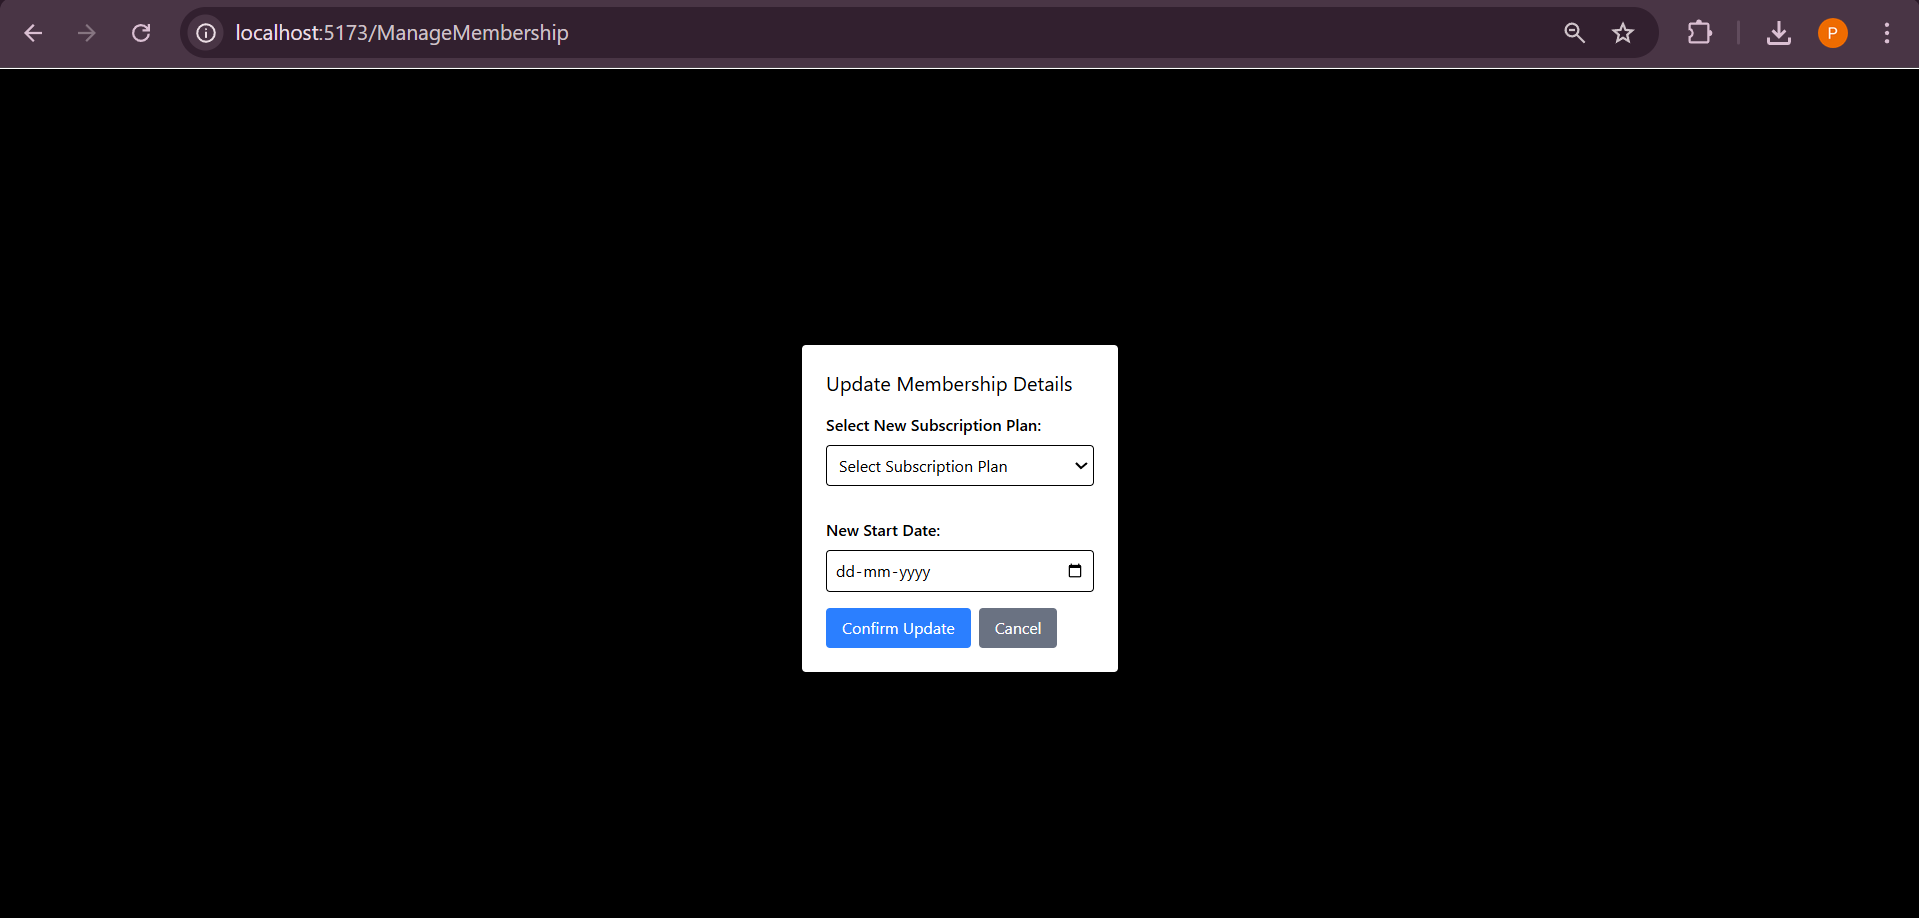 localhost:5173/ManageMembership
P
Update Membership Details
Select New Subscription Plan:
Select Subscription Plan
New Start Date:
dd-mm-yyyy
Confirm Update Cancel